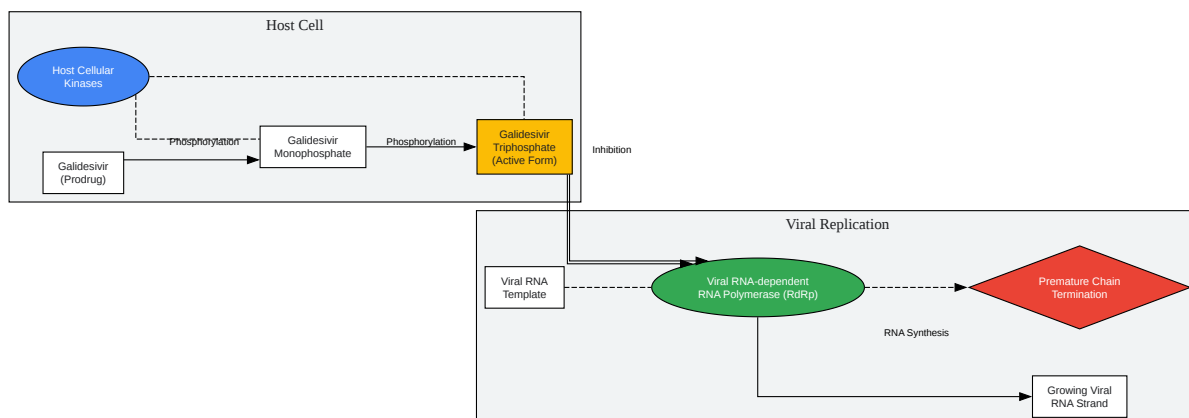 Host Cell
Host Cellular
Kinases
Phosphorylation
Galidesivir
(Prodrug)
Galidesivir
Monophosphate
Phosphorylation
Galidesivir
Triphosphate
(Active Form)
Inhibition
Viral Replication
Viral RNA
Template
Viral RNA-dependent
RNA Polymerase (RdRp)
Premature Chain
Termination
RNA Synthesis
Growing Viral
RNA Strand